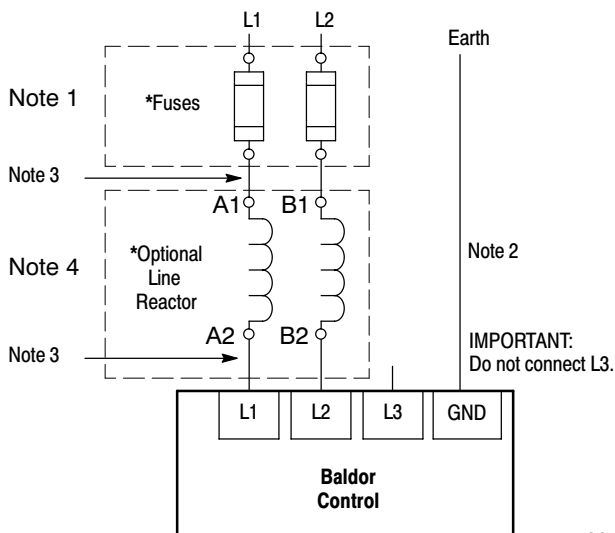 L1 L2
Earth
Note 1
*Fuses
Note 3
A1 B1
Note 4
*Optional
Line
Reactor
Note 2
A2 B2
Note 3
IMPORTANT:
Do not connect L3.
L1 L2 L3 GND
Baldor
Control